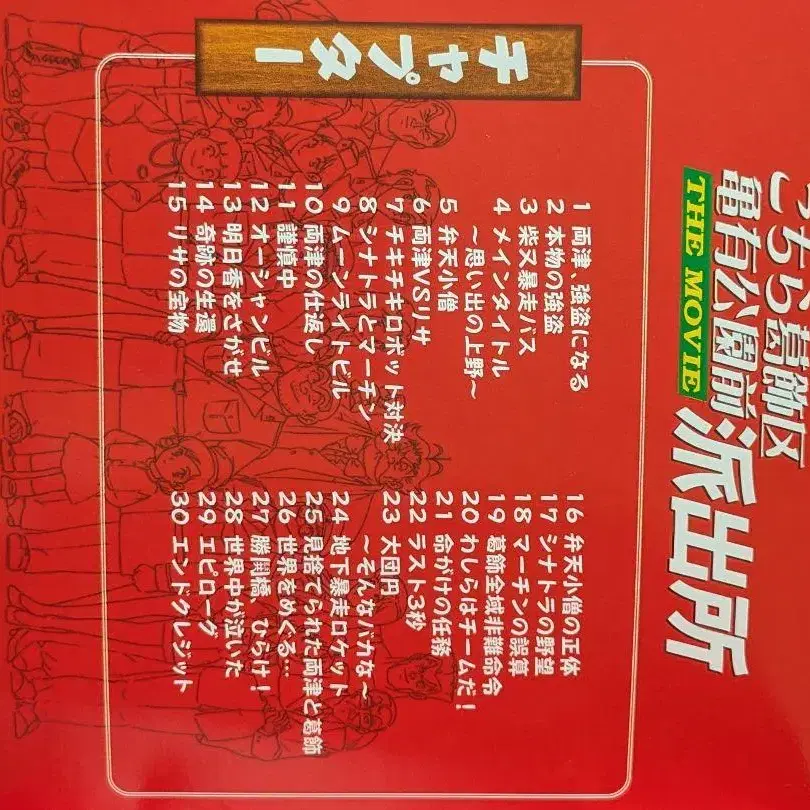 こちら葛飾区
亀有公園前
派出所
THE MOVIE
チャプター
1 両津、強盗になる
2 本物の強盗
3 柴又暴走バス
4 メインタイトル
～思い出の上野～
5 弁天小僧
6 両津VSリサ
7 チキチキロボット対決
8 シナトラとマーチン
9 ムーンライトビル
10 両津の仕返し
11 謹慎中
12 オーシャンビル
13 明日香をさがせ
14 奇跡の生還
15 リサの宝物
16 弁天小僧の正体
17 シナトラの野望
18 マーチンの誤算
19 葛飾全域非難命令
20 わしらはチームだ！
21 命がけの任務
22 ラスト3秒
23 大団円
～そんなバカな～
24 地下暴走ロケット
25 見捨てられた両津と葛飾
26 世界をめぐる…
27 勝鬨橋、ひらけ！
28 世界中が泣いた
29 エピローグ
30 エンドクレジット